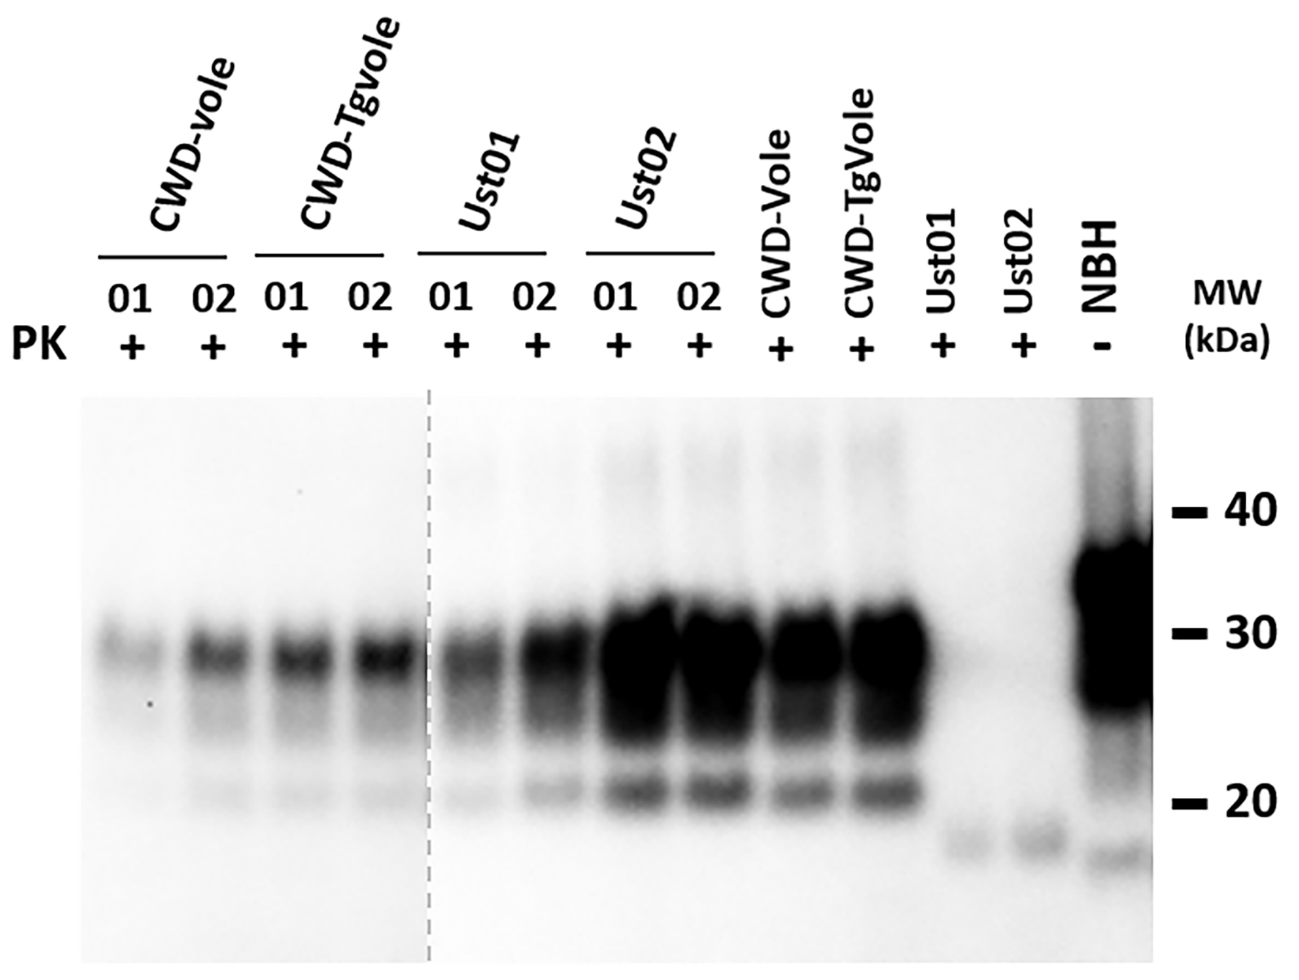 CWD-vole CWD-Tgvole Ust01 Ust02 CWD-Vole CWD-TgVole Ust01 Ust02 NBH
01 02 01 02 01 02 01 02 MW
PK + + + + + + + + + + + + - (kDa)
40
30
20